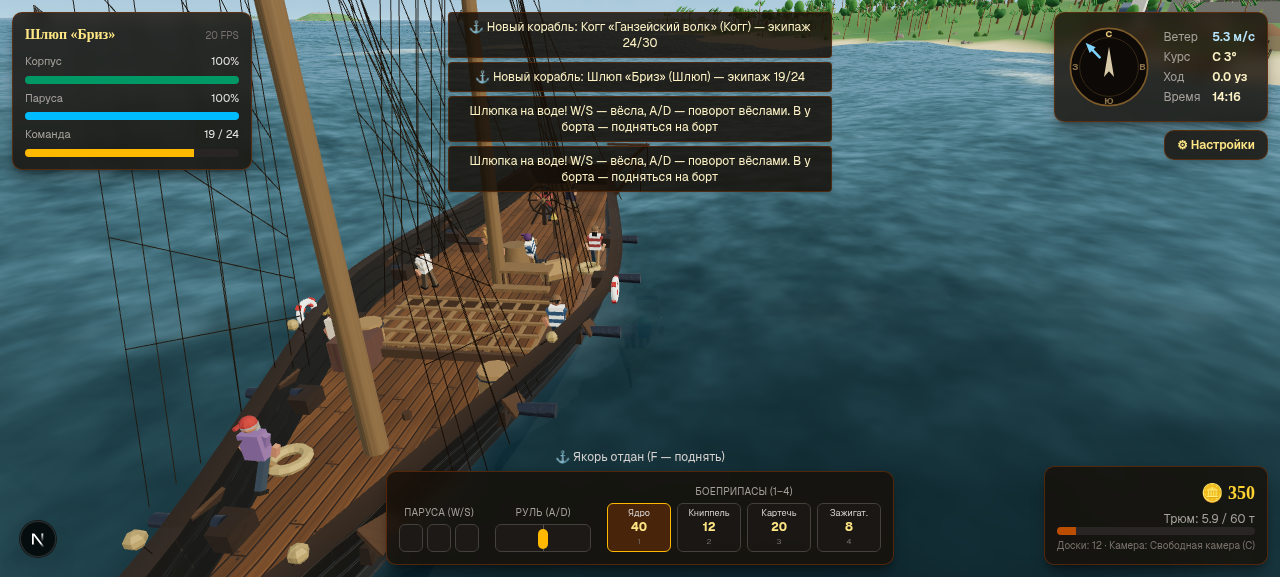 Шлюп «Бриз»
20 FPS
Корпус 100%
Паруса 100%
Команда 19 / 24
⚓ Новый корабль: Когг «Ганзейский волк» (Когг) — экипаж
24/30
⚓ Новый корабль: Шлюп «Бриз» (Шлюп) — экипаж 19/24
Шлюпка на воде! W/S — вёсла, A/D — поворот вёслами. В у
борта — подняться на борт
Шлюпка на воде! W/S — вёсла, A/D — поворот вёслами. В у
борта — подняться на борт
С
З
В
Ю
Ветер 5.3 м/с
Курс С 3°
Ход 0.0 уз
Время 14:16
⚙ Настройки
⚓ Якорь отдан (F — поднять)
ПАРУСА (W/S)
РУЛЬ (A/D)
БОЕПРИПАСЫ (1–4)
Ядро
40
1
Книппель
12
2
Картечь
20
3
Зажигат.
8
4
350
Трюм: 5.9 / 60 т
Доски: 12 · Камера: Свободная камера (C)
N